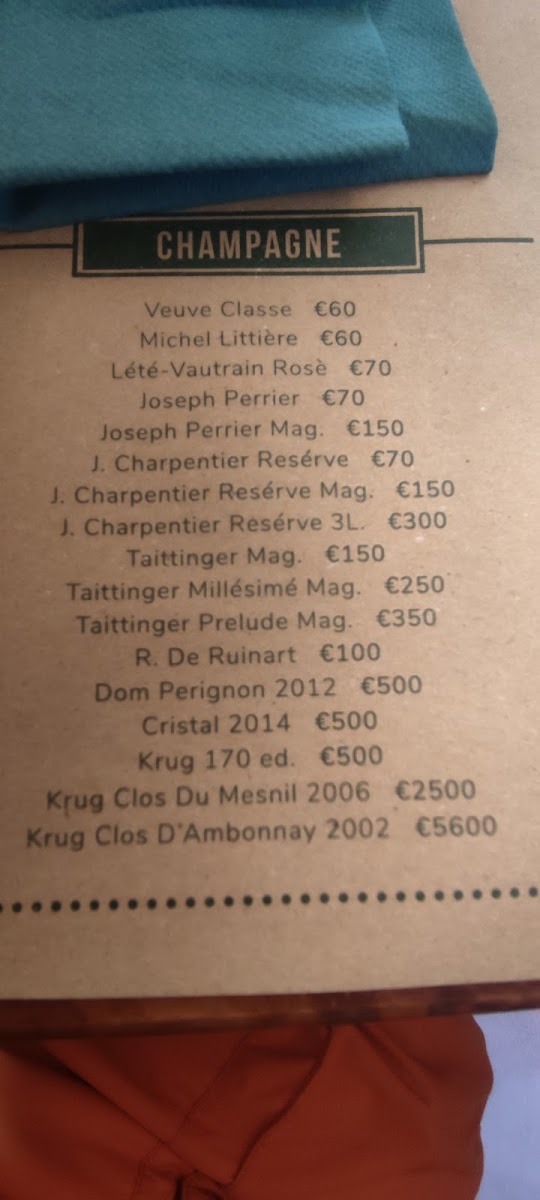 CHAMPAGNE
Veuve Classe €60
Michel Littière €60
Lété-Vautrain Rosè €70
Joseph Perrier €70
Joseph Perrier Mag. €150
J. Charpentier Resérve €70
J. Charpentier Resérve Mag. €150
J. Charpentier Resérve 3L. €300
Taittinger Mag. €150
Taittinger Millésimé Mag. €250
Taittinger Prelude Mag. €350
R. De Ruinart €100
Dom Perignon 2012 €500
Cristal 2014 €500
Krug 170 ed. €500
Krug Clos Du Mesnil 2006 €2500
Krug Clos D'Ambonnay 2002 €5600